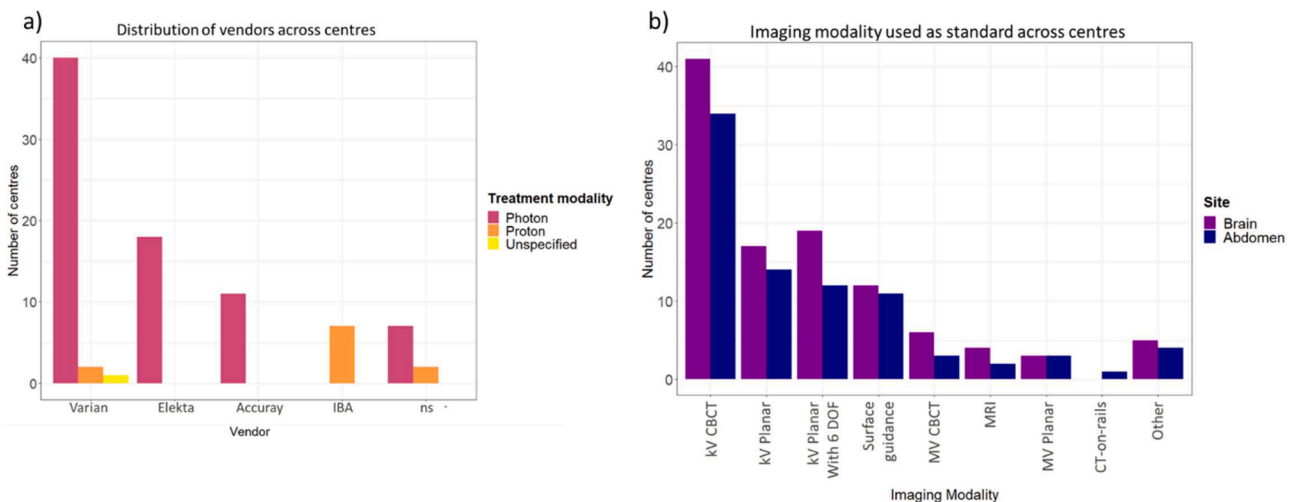 a)
Distribution of vendors across centres
40
30
20
10
0
Number of centres
Varian Elekta Accuray IBA ns
Vendor
Treatment modality
Photon
Proton
Unspecified
b)
Imaging modality used as standard across centres
40
30
20
10
0
Number of centres
kV CBCT
kV Planar
kV Planar
With 6 DOF
Surface
guidance
MV CBCT
MRI
MV Planar
CT-on-rails
Other
Imaging Modality
Site
Brain
Abdomen